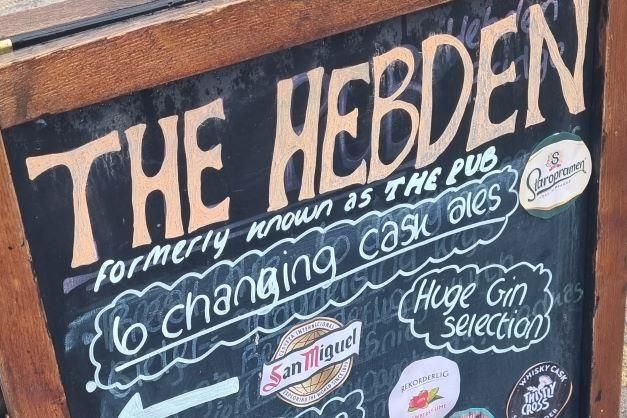 THE HEBDEN
Formerly known as THE PUB
6 changing cask ales
Staropramen
Huge Gin
selection
San Miguel
REKORDERLIG
WHISKY CASK
THISTLY
CROSS